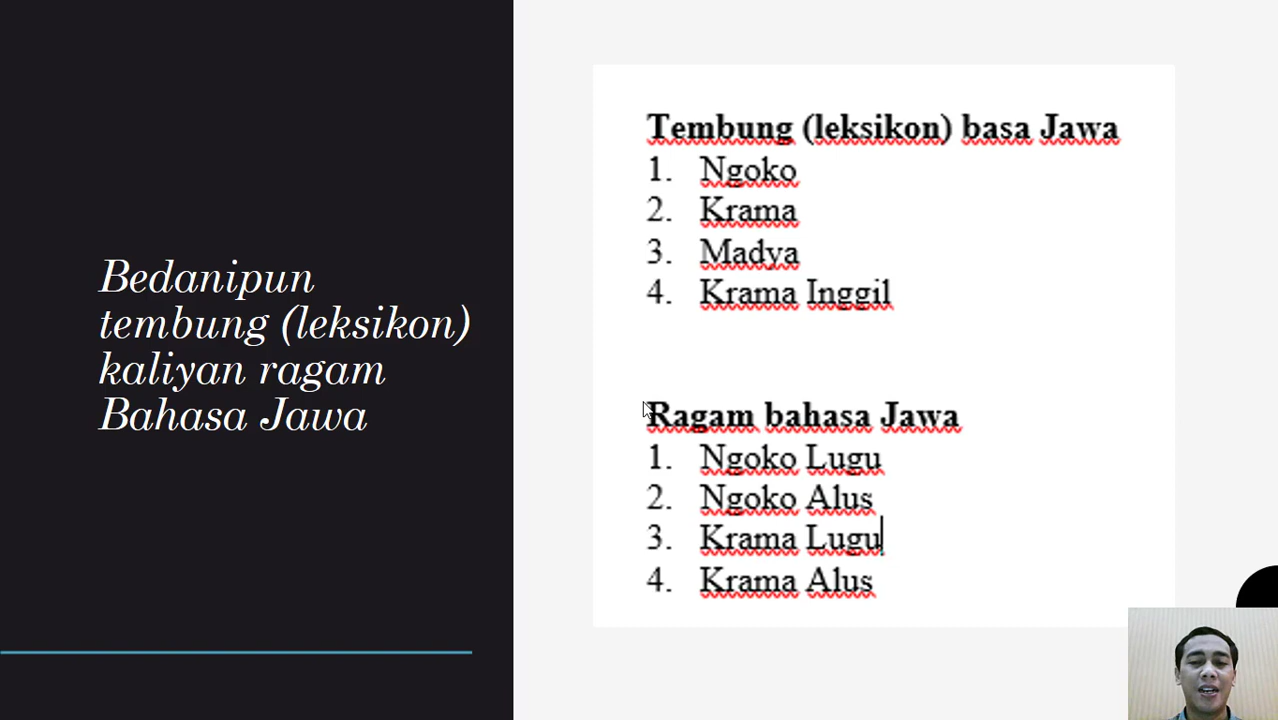 Bedanipun
tembung (leksikon)
kaliyan ragam
Bahasa Jawa
Tembung (leksikon) basa Jawa
1. Ngoko
2. Krama
3. Madya
4. Krama Inggil
Ragam bahasa Jawa
1. Ngoko Lugu
2. Ngoko Alus
3. Krama Lugu
4. Krama Alus